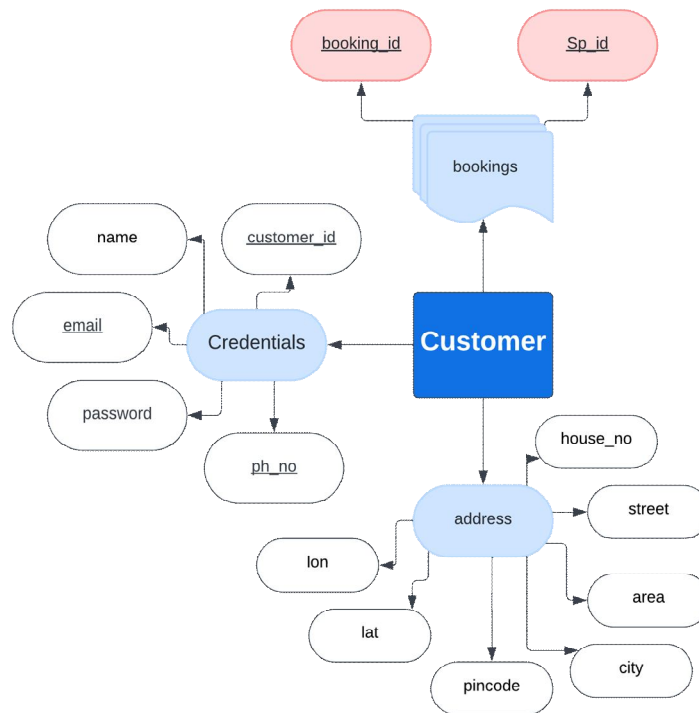 booking_id
Sp_id
bookings
name
customer_id
email
Credentials
Customer
password
ph_no
house_no
address
street
lon
area
lat
city
pincode